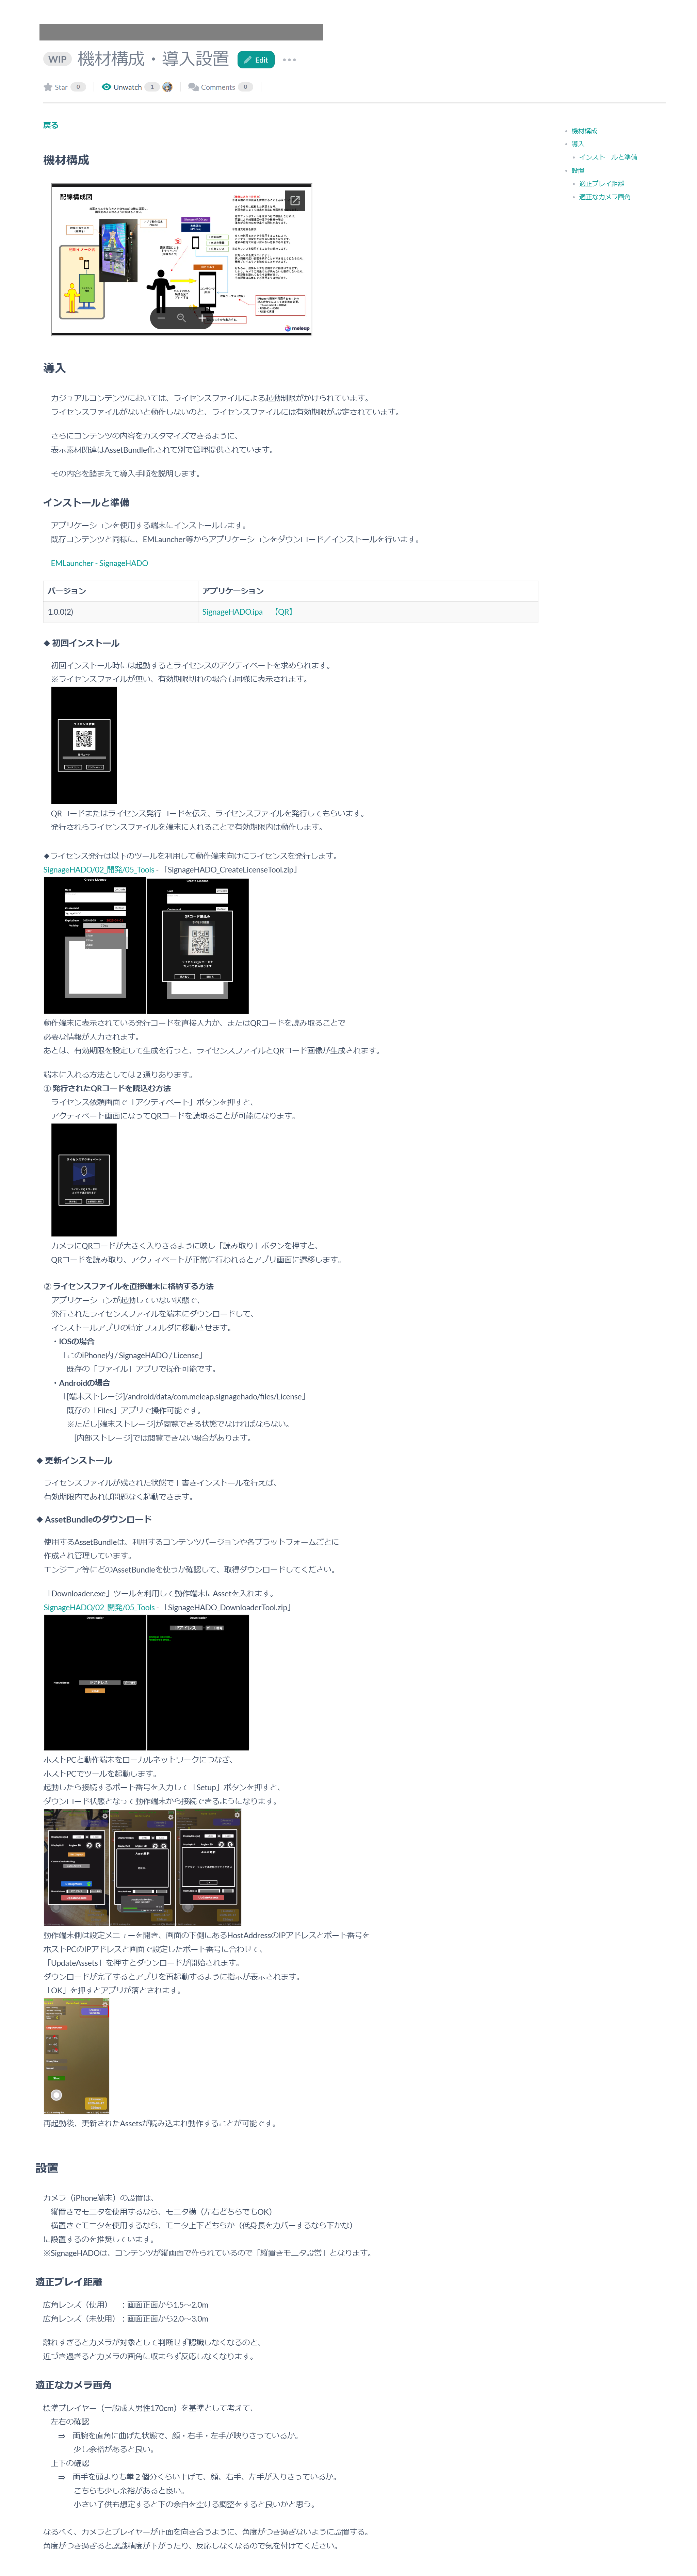 WIP 機材構成・導入設置 Edit
Star 0 Unwatch 1 Comments 0
戻る
機材構成
導入
インストールと準備
設置
適正プレイ距離
適正なカメラ画角
機材構成
配線構成図
meleap
導入
カジュアルコンテンツにおいては、ライセンスファイルによる起動制限がかけられています。
ライセンスファイルがないと動作しないのと、ライセンスファイルには有効期限が設定されています。
さらにコンテンツの内容をカスタマイズできるように、
表示素材関連はAssetBundle化されて別で管理提供されています。
その内容を踏まえて導入手順を説明します。
インストールと準備
アプリケーションを使用する端末にインストールします。
既存コンテンツと同様に、EMLauncher等からアプリケーションをダウンロード／インストールを行います。
EMLauncher - SignageHADO
バージョン アプリケーション
1.0.0(2) SignageHADO.ipa 【QR】
◆ 初回インストール
初回インストール時には起動するとライセンスのアクティベートを求められます。
※ライセンスファイルが無い、有効期限切れの場合も同様に表示されます。
QRコードまたはライセンス発行コードを伝え、ライセンスファイルを発行してもらいます。
発行されらライセンスファイルを端末に入れることで有効期限内は動作します。
◆ライセンス発行は以下のツールを利用して動作端末向けにライセンスを発行します。
SignageHADO/02_開発/05_Tools - 「SignageHADO_CreateLicenseTool.zip」
Create License
Create License
QRコード読込み
動作端末に表示されている発行コードを直接入力か、またはQRコードを読み取ることで
必要な情報が入力されます。
あとは、有効期限を設定して生成を行うと、ライセンスファイルとQRコード画像が生成されます。
端末に入れる方法としては２通りあります。
① 発行されたQRコードを読込む方法
ライセンス依頼画面で「アクティベート」ボタンを押すと、
アクティベート画面になってQRコードを読取ることが可能になります。
カメラにQRコードが大きく入りきるように映し「読み取り」ボタンを押すと、
QRコードを読み取り、アクティベートが正常に行われるとアプリ画面に遷移します。
② ライセンスファイルを直接端末に格納する方法
アプリケーションが起動していない状態で、
発行されたライセンスファイルを端末にダウンロードして、
インストールアプリの特定フォルダに移動させます。
・iOSの場合
「このiPhone内 / SignageHADO / License」
既存の「ファイル」アプリで操作可能です。
・Androidの場合
「[端末ストレージ]/android/data/com.meleap.signagehado/files/License」
既存の「Files」アプリで操作可能です。
※ただし[端末ストレージ]が閲覧できる状態でなければならない。
[内部ストレージ]では閲覧できない場合があります。
◆ 更新インストール
ライセンスファイルが残された状態で上書きインストールを行えば、
有効期限内であれば問題なく起動できます。
◆ AssetBundleのダウンロード
使用するAssetBundleは、利用するコンテンツバージョンや各プラットフォームごとに
作成され管理しています。
エンジニア等にどのAssetBundleを使うか確認して、取得ダウンロードしてください。
「Downloader.exe」ツールを利用して動作端末にAssetを入れます。
SignageHADO/02_開発/05_Tools - 「SignageHADO_DownloaderTool.zip」
Downloader
Downloader
IPアドレス ポート番号
IPアドレス
ホストPCと動作端末をローカルネットワークにつなぎ、
ホストPCでツールを起動します。
起動したら接続するポート番号を入力して「Setup」ボタンを押すと、
ダウンロード状態となって動作端末から接続できるようになります。
動作端末側は設定メニューを開き、画面の下側にあるHostAddressのIPアドレスとポート番号を
ホストPCのIPアドレスと画面で設定したポート番号に合わせて、
「UpdateAssets」を押すとダウンロードが開始されます。
ダウンロードが完了するとアプリを再起動するように指示が表示されます。
「OK」を押すとアプリが落とされます。
再起動後、更新されたAssetsが読み込まれ動作することが可能です。
設置
カメラ（iPhone端末）の設置は、
縦置きでモニタを使用するなら、モニタ横（左右どちらでもOK）
横置きでモニタを使用するなら、モニタ上下どちらか（低身長をカバーするなら下かな）
に設置するのを推奨しています。
※SignageHADOは、コンテンツが縦画面で作られているので「縦置きモニタ設営」となります。
適正プレイ距離
広角レンズ（使用） ：画面正面から1.5〜2.0m
広角レンズ（未使用）：画面正面から2.0〜3.0m
離れすぎるとカメラが対象として判断せず認識しなくなるのと、
近づき過ぎるとカメラの画角に収まらず反応しなくなります。
適正なカメラ画角
標準プレイヤー（一般成人男性170cm）を基準として考えて、
左右の確認
⇒ 両腕を直角に曲げた状態で、顔・右手・左手が映りきっているか。
少し余裕があると良い。
上下の確認
⇒ 両手を頭よりも拳２個分くらい上げて、顔、右手、左手が入りきっているか。
こちらも少し余裕があると良い。
小さい子供も想定すると下の余白を空ける調整をすると良いかと思う。
なるべく、カメラとプレイヤーが正面を向き合うように、角度がつき過ぎないように設置する。
角度がつき過ぎると認識精度が下がったり、反応しなくなるので気を付けてください。